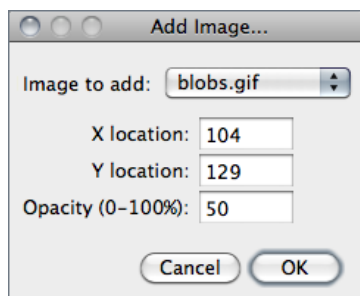 Add Image...
Image to add: blobs.gif
X location: 104
Y location: 129
Opacity (0–100%): 50
Cancel OK